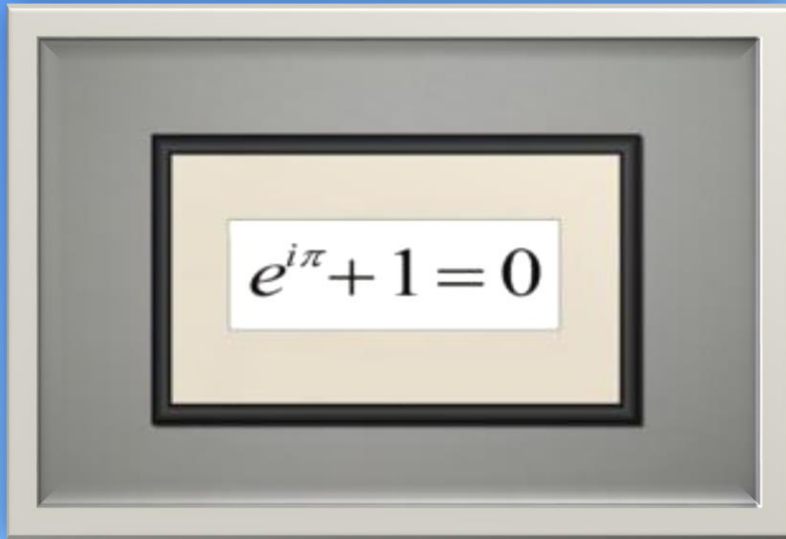 e^{iπ} + 1 = 0